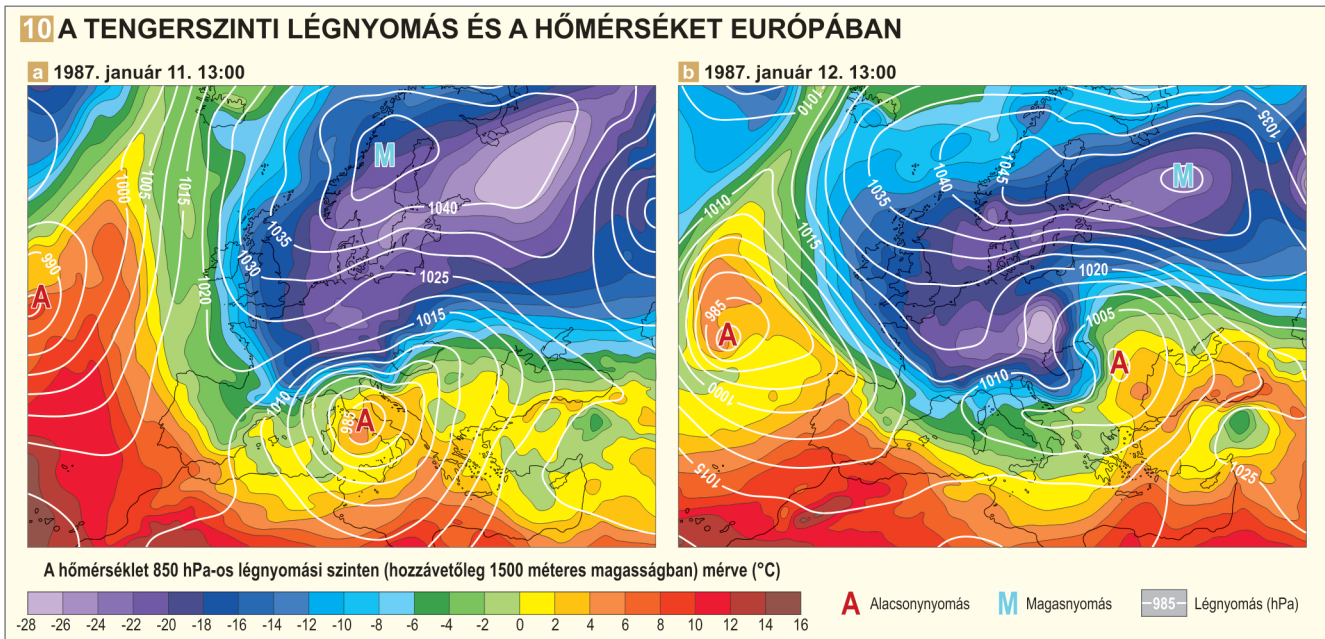 10 A TENGERSZINTI LÉGNYOMÁS ÉS A HŐMÉRSÉKET EURÓPÁBAN
a 1987. január 11. 13:00
1000
1005
1015
M
1040
1035
1030
1025
1020
1015
990
A
1010
985
A
b 1987. január 12. 13:00
1010
1035
1045
M
1040
1035
1010
1015
1020
985
A
1005
A
1010
1000
1015
1025
A hőmérséklet 850 hPa-os légnyomási szinten (hozzávetőleg 1500 méteres magasságban) mérve (°C)
-28 -26 -24 -22 -20 -18 -16 -14 -12 -10 -8 -6 -4 -2 0 2 4 6 8 10 12 14 16
A Alacsonynyomás M Magasnyomás 985 Légnyomás (hPa)